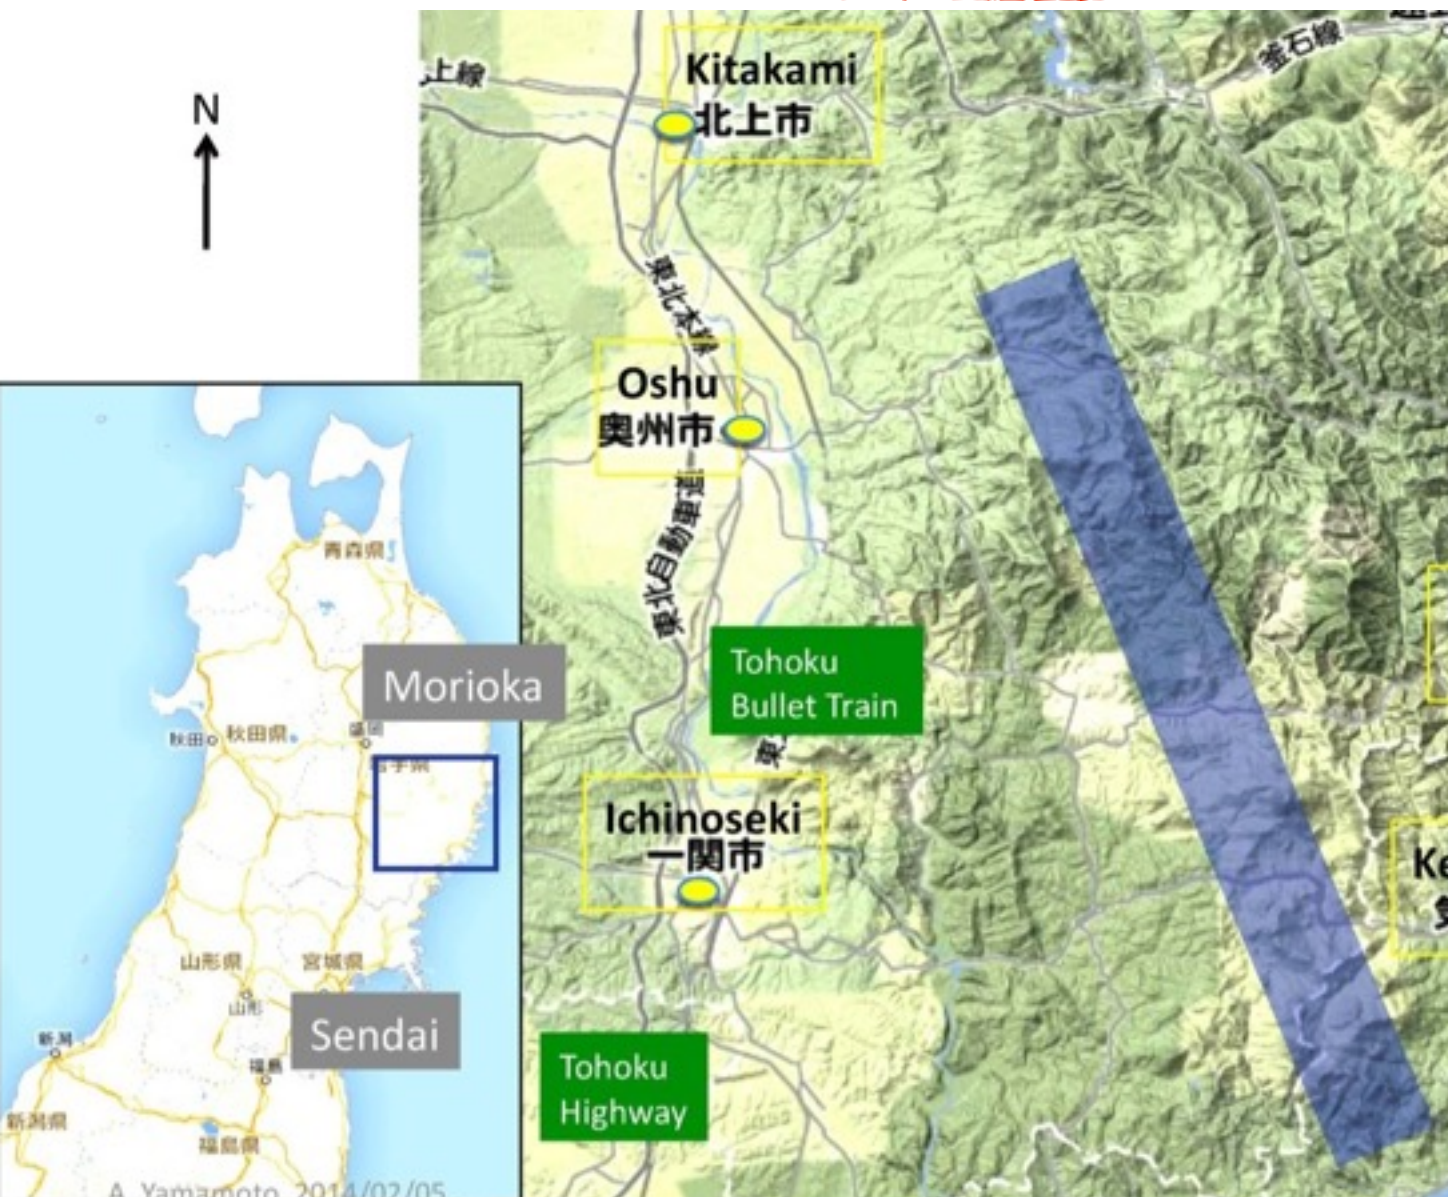 N
上線
釜石線
Kitakami
北上市
東北本線
Oshu
奥州市
東北自動車道
Tohoku
Bullet Train
東
Ichinoseki
一関市
Ke
Tohoku
Highway
青森県
Morioka
秋田
秋田県
盛岡
岩手県
山形県
宮城県
山形
Sendai
新潟
福島
新潟県
福島県
A. Yamamoto 2014/02/05